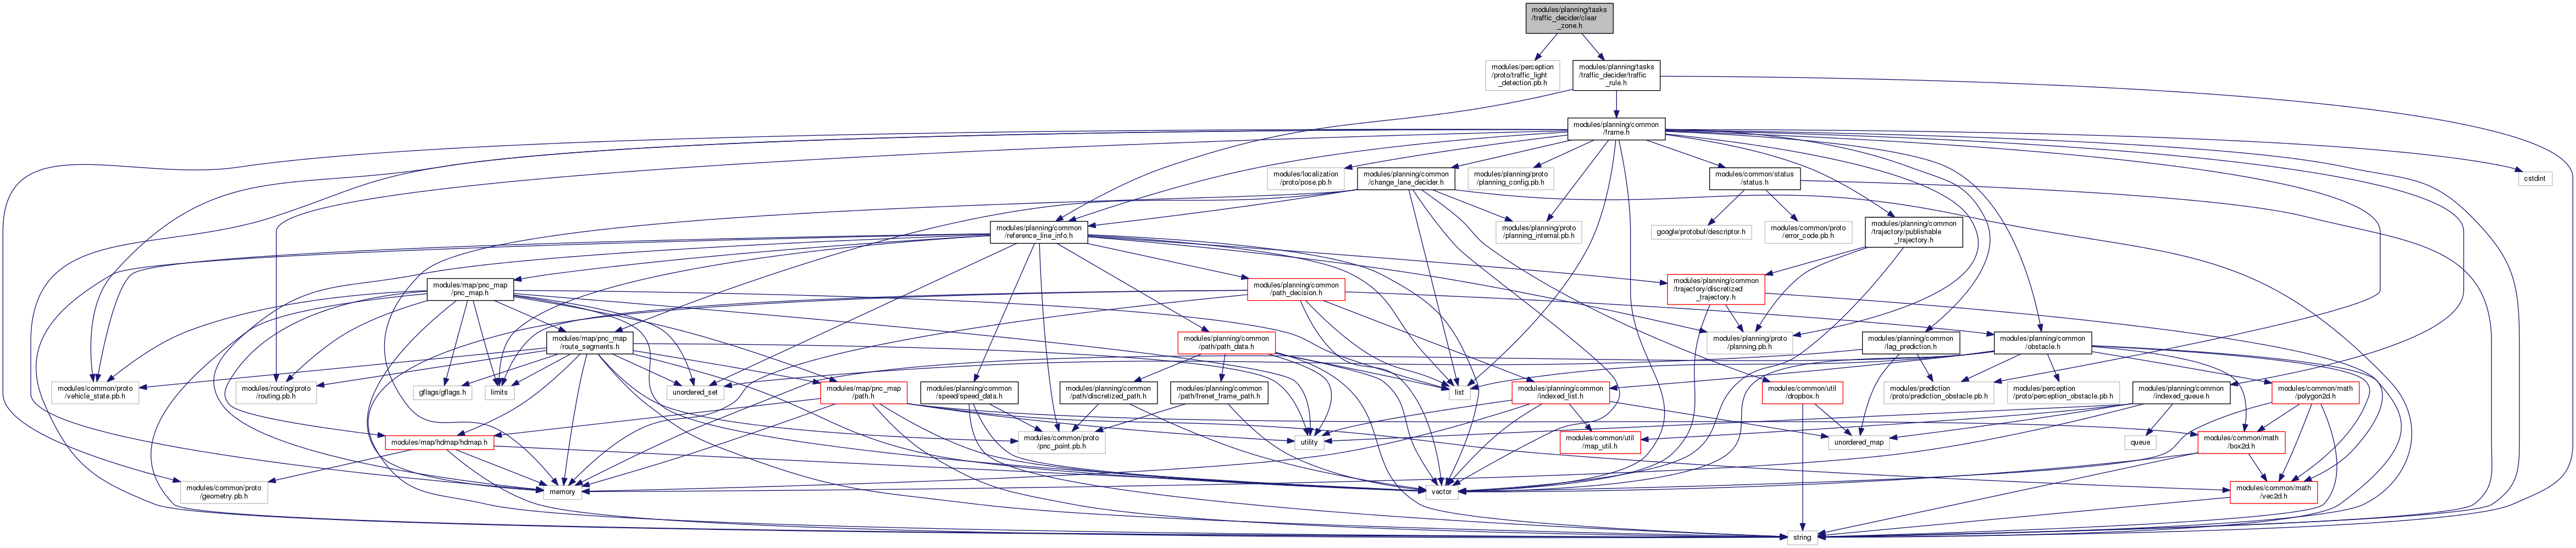 modules/planning/tasks
/traffic_decider/clear
_zone.h
modules/perception
/proto/traffic_light
_detection.pb.h
modules/planning/tasks
/traffic_decider/traffic
_rule.h
modules/planning/common
/frame.h
modules/localization
/proto/pose.pb.h
modules/planning/common
/change_lane_decider.h
modules/planning/proto
/planning_config.pb.h
modules/common/status
/status.h
cstdint
modules/planning/common
/reference_line_info.h
modules/planning/proto
/planning_internal.pb.h
google/protobuf/descriptor.h
modules/common/proto
/error_code.pb.h
modules/planning/common
/trajectory/publishable
_trajectory.h
modules/map/pnc_map
/pnc_map.h
modules/planning/common
/path_decision.h
modules/planning/common
/trajectory/discretized
_trajectory.h
modules/map/pnc_map
/route_segments.h
modules/planning/common
/path/path_data.h
modules/planning/proto
/planning.pb.h
modules/planning/common
/lag_prediction.h
modules/planning/common
/obstacle.h
modules/common/proto
/vehicle_state.pb.h
modules/routing/proto
/routing.pb.h
gflags/gflags.h
limits
unordered_set
modules/map/pnc_map
/path.h
modules/planning/common
/speed/speed_data.h
modules/planning/common
/path/discretized_path.h
modules/planning/common
/path/frenet_frame_path.h
list
modules/planning/common
/indexed_list.h
modules/common/util
/dropbox.h
modules/prediction
/proto/prediction_obstacle.pb.h
modules/perception
/proto/perception_obstacle.pb.h
modules/planning/common
/indexed_queue.h
modules/common/math
/polygon2d.h
modules/map/hdmap/hdmap.h
modules/common/proto
/pnc_point.pb.h
utility
modules/common/util
/map_util.h
unordered_map
queue
modules/common/math
/box2d.h
modules/common/proto
/geometry.pb.h
memory
vector
modules/common/math
/vec2d.h
string